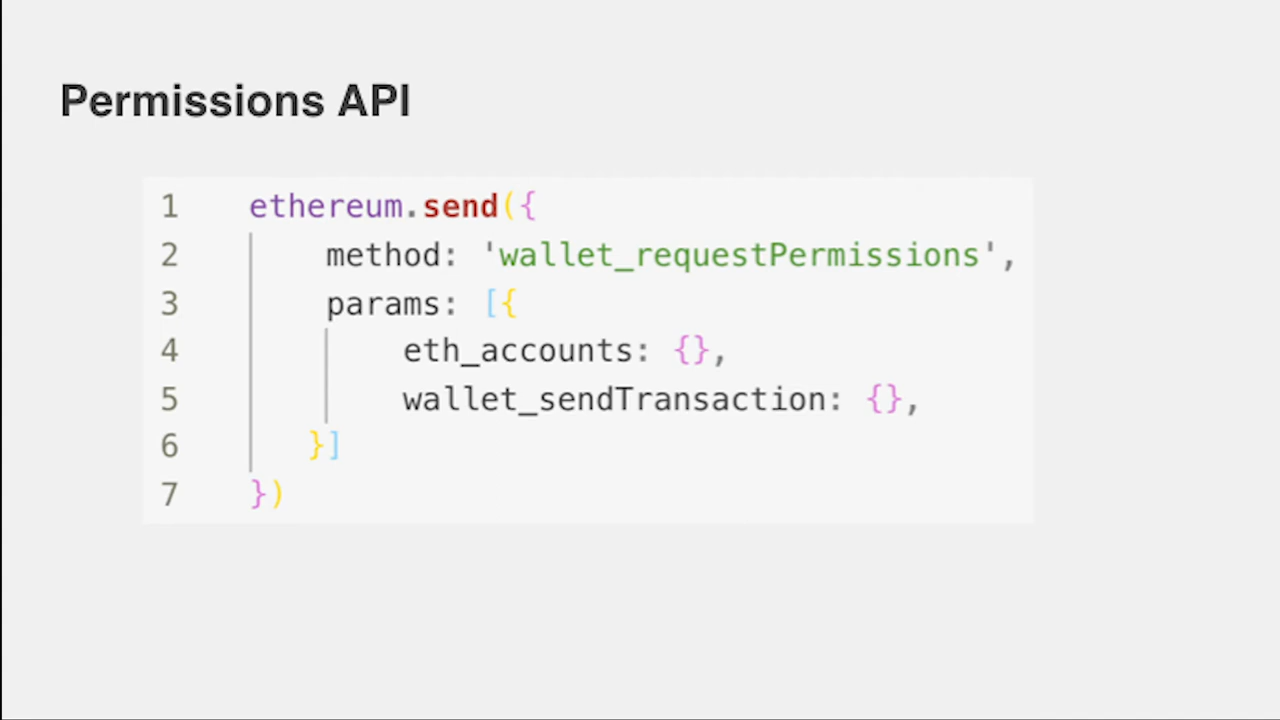 Permissions API
1 ethereum.send({
2 method: 'wallet_requestPermissions',
3 params: [{
4 eth_accounts: {},
5 wallet_sendTransaction: {},
6 }]
7 })